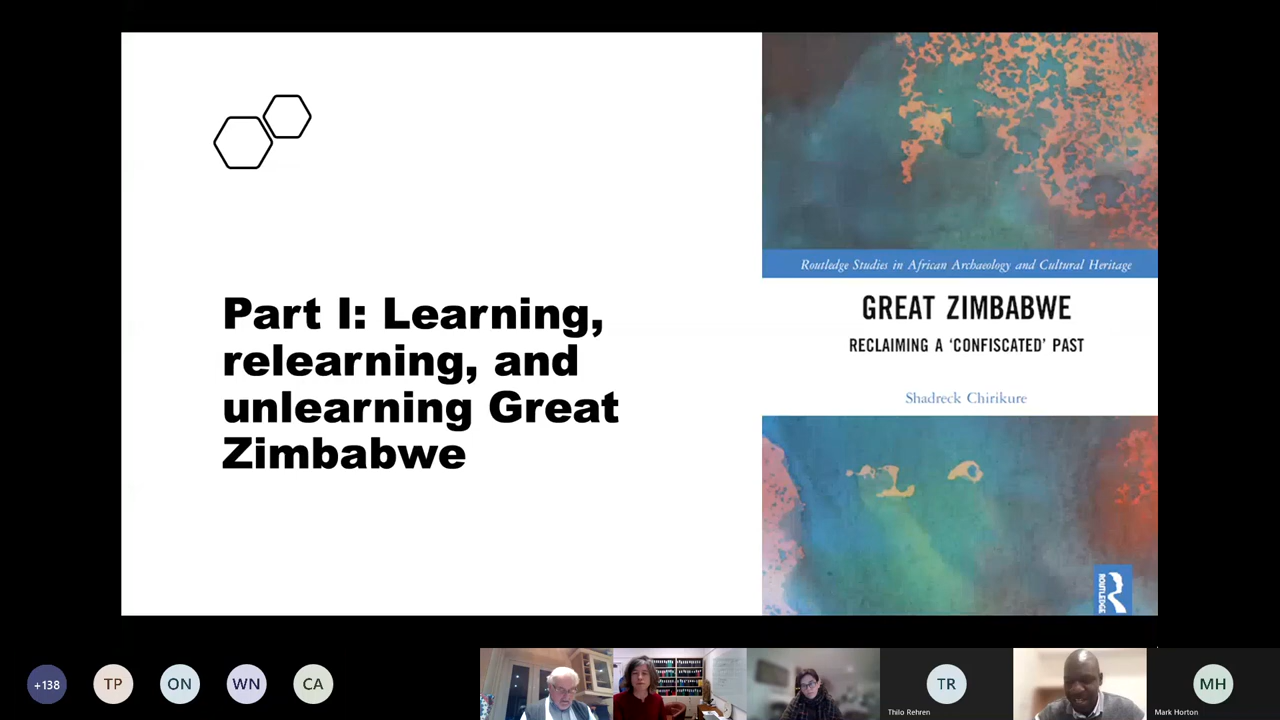 Part I: Learning,
relearning, and
unlearning Great
Zimbabwe
Routledge Studies in African Archaeology and Cultural Heritage
GREAT ZIMBABWE
RECLAIMING A ‘CONFISCATED’ PAST
Shadreck Chirikure
ROUTLEDGE
+138
TP
ON
WN
CA
TR
Thilo Rehren
MH
Mark Horton